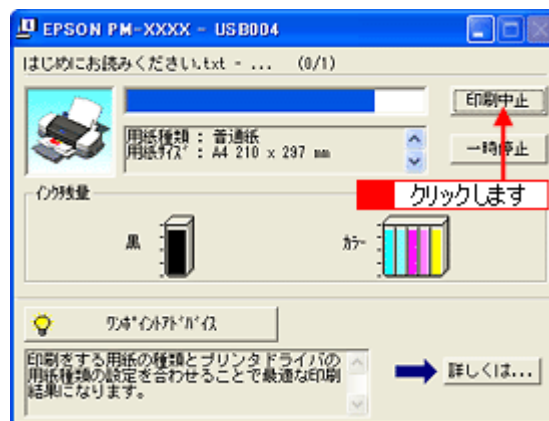 EPSON PM-XXXX - USB004
はじめにお読みください.txt - ... (0/1)
印刷中止
用紙種類 : 普通紙
用紙ｻｲｽﾞ : A4 210 x 297 mm
一時停止
クリックします
ｲﾝｸ残量
黒
ｶﾗｰ
ﾜﾝﾎﾟｲﾝﾄｱﾄﾞﾊﾞｲｽ
印刷をする用紙の種類とプリンタドライバの
用紙種類の設定を合わせることで最適な印刷
結果になります。
詳しくは...